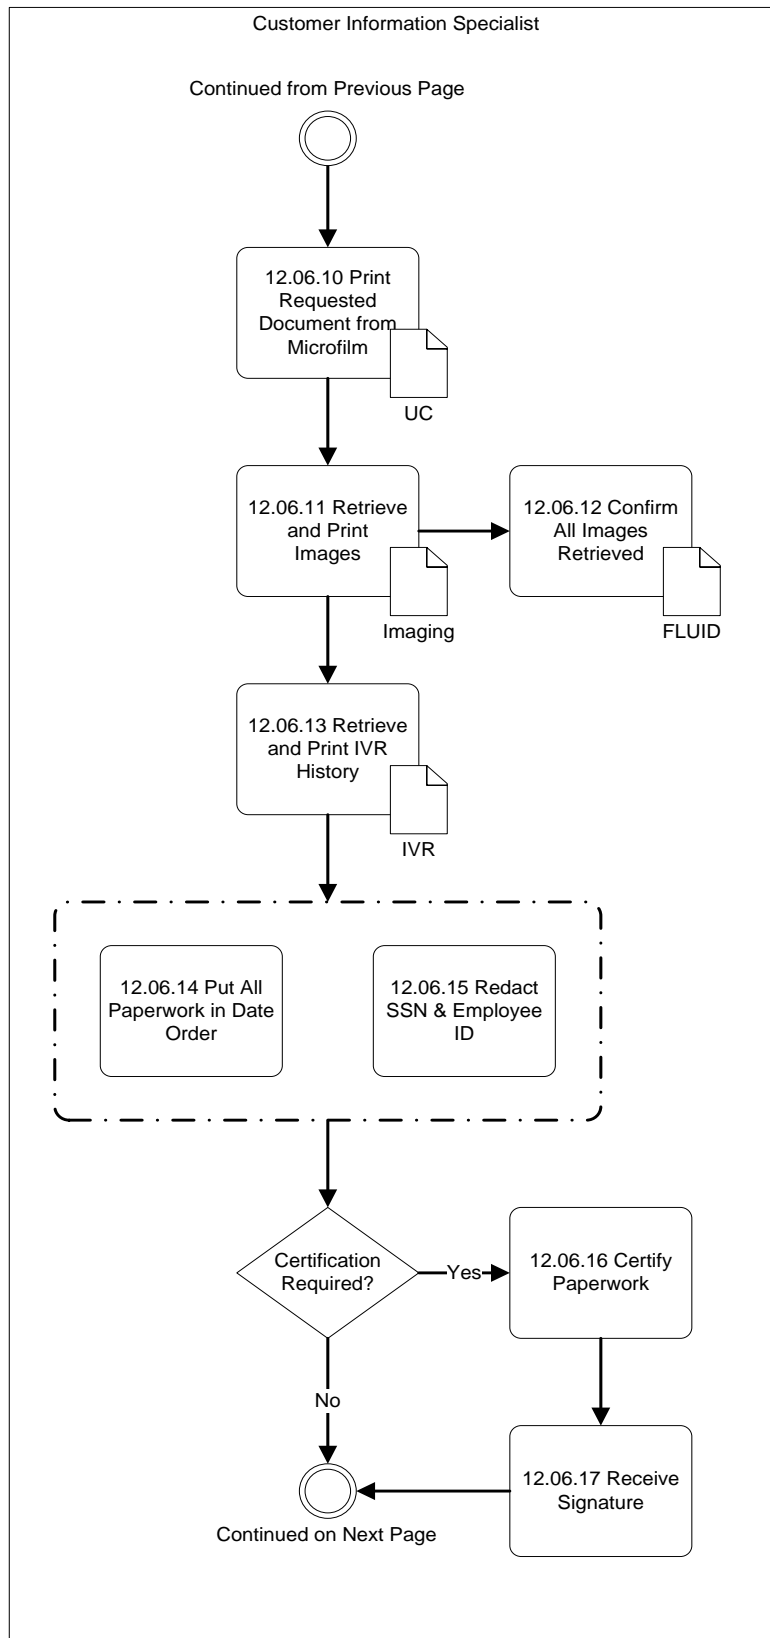 Customer Information Specialist
Continued from Previous Page
12.06.10 Print
Requested
Document from
Microfilm
UC
12.06.11 Retrieve
and Print
Images
Imaging
12.06.12 Confirm
All Images
Retrieved
FLUID
12.06.13 Retrieve
and Print IVR
History
IVR
12.06.14 Put All
Paperwork in Date
Order
12.06.15 Redact
SSN & Employee
ID
Certification
Required?
Yes
12.06.16 Certify
Paperwork
No
12.06.17 Receive
Signature
Continued on Next Page